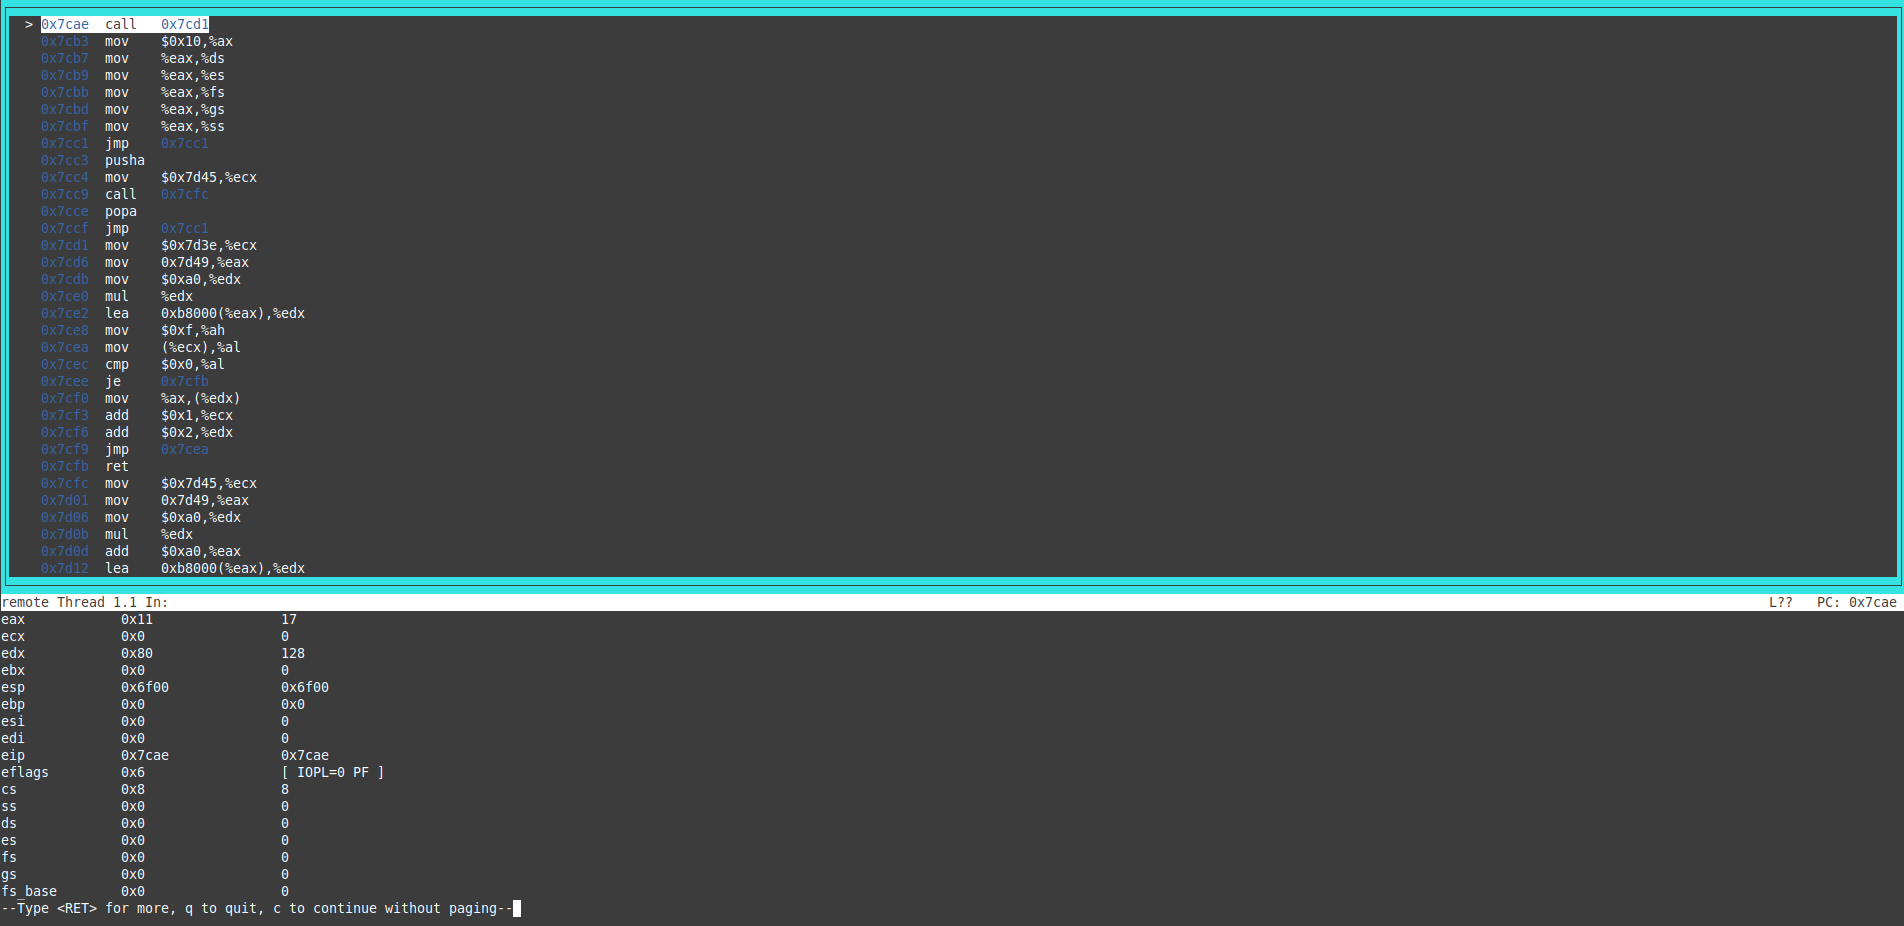 > 0x7cae call 0x7cd1
0x7cb3 mov $0x10,%ax
0x7cb7 mov %eax,%ds
0x7cb9 mov %eax,%es
0x7cbb mov %eax,%fs
0x7cbd mov %eax,%gs
0x7cbf mov %eax,%ss
0x7cc1 jmp 0x7cc1
0x7cc3 pusha
0x7cc4 mov $0x7d45,%ecx
0x7cc9 call 0x7cfc
0x7cce popa
0x7ccf jmp 0x7cc1
0x7cd1 mov $0x7d3e,%ecx
0x7cd6 mov 0x7d49,%eax
0x7cdb mov $0xa0,%edx
0x7ce0 mul %edx
0x7ce2 lea 0xb8000(%eax),%edx
0x7ce8 mov $0xf,%ah
0x7cea mov (%ecx),%al
0x7cec cmp $0x0,%al
0x7cee je 0x7cfb
0x7cf0 mov %ax,(%edx)
0x7cf3 add $0x1,%ecx
0x7cf6 add $0x2,%edx
0x7cf9 jmp 0x7cea
0x7cfb ret
0x7cfc mov $0x7d45,%ecx
0x7d01 mov 0x7d49,%eax
0x7d06 mov $0xa0,%edx
0x7d0b mul %edx
0x7d0d add $0xa0,%eax
0x7d12 lea 0xb8000(%eax),%edx
remote Thread 1.1 In: L?? PC: 0x7cae
eax 0x11 17
ecx 0x0 0
edx 0x80 128
ebx 0x0 0
esp 0x6f00 0x6f00
ebp 0x0 0x0
esi 0x0 0
edi 0x0 0
eip 0x7cae 0x7cae
eflags 0x6 [ IOPL=0 PF ]
cs 0x8 8
ss 0x0 0
ds 0x0 0
es 0x0 0
fs 0x0 0
gs 0x0 0
fs_base 0x0 0
--Type <RET> for more, q to quit, c to continue without paging--